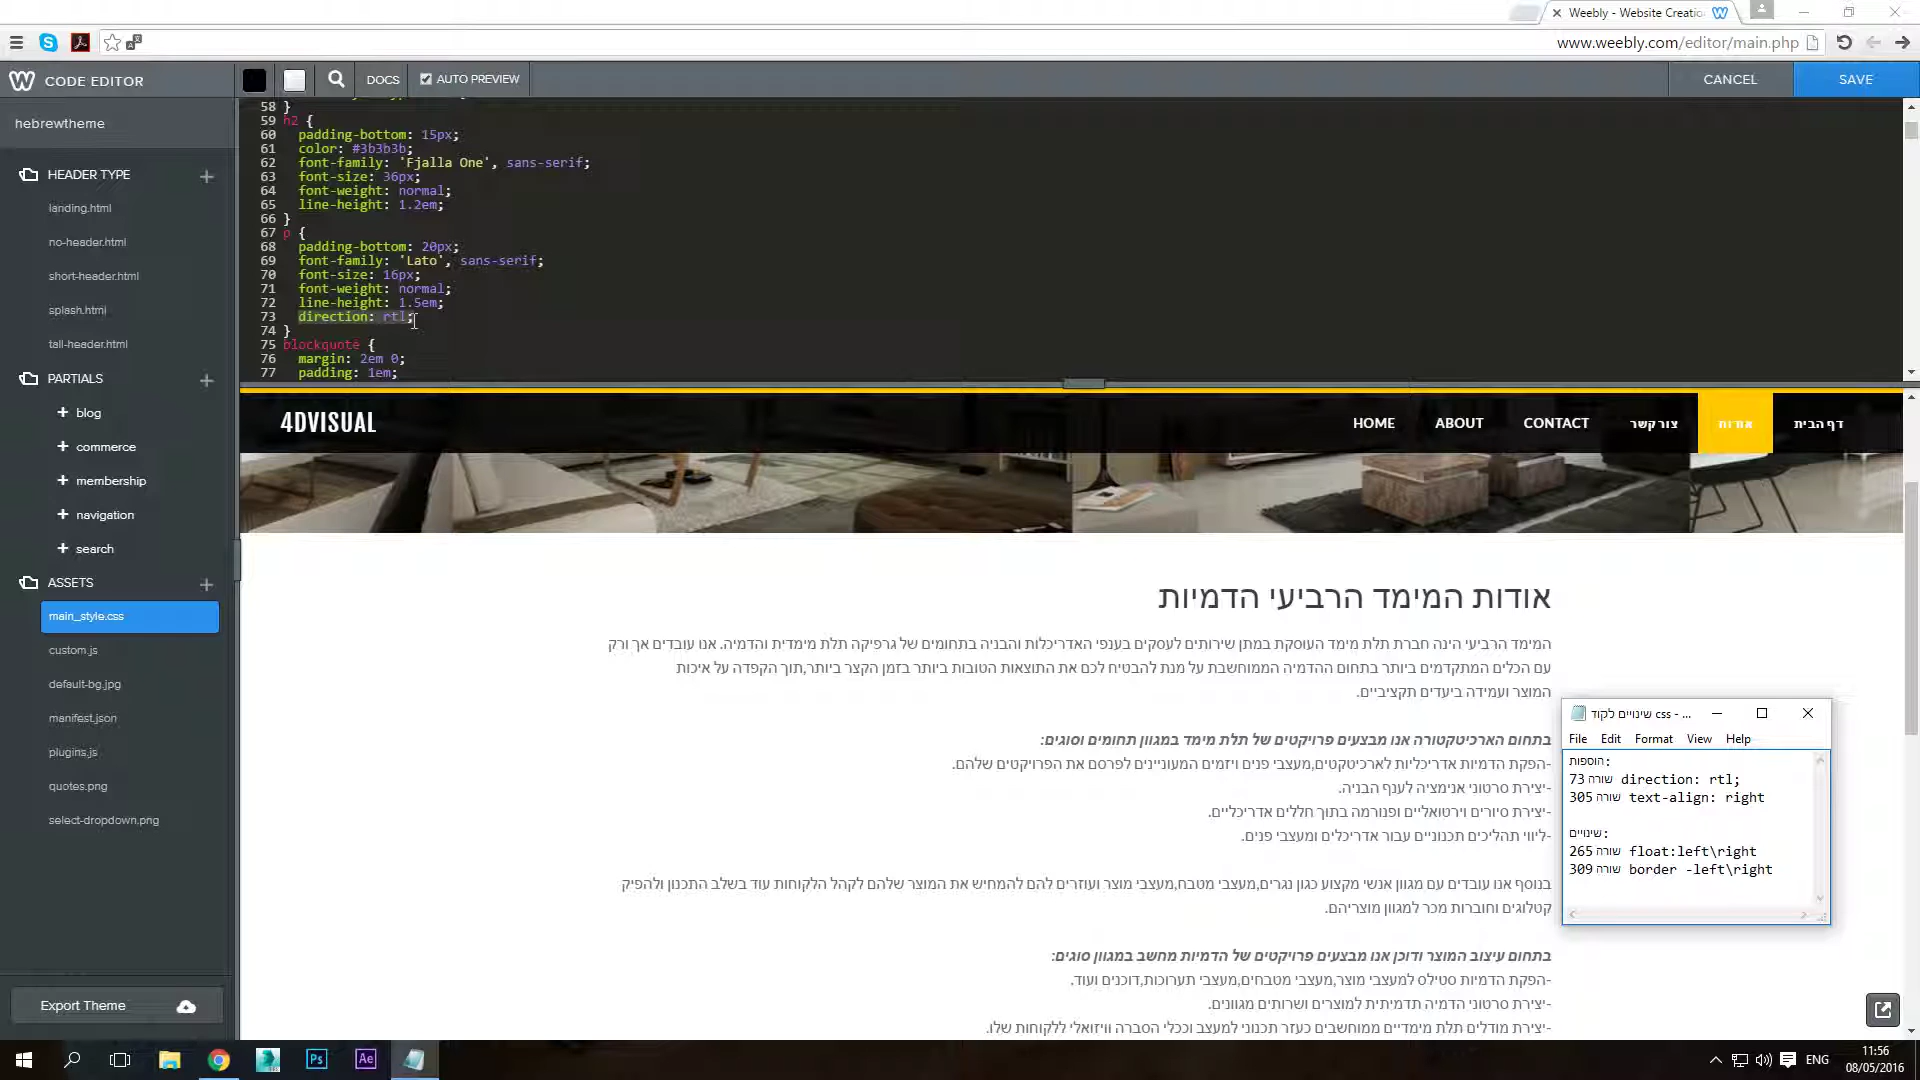 Weebly - Website Creatio
www.weebly.com/editor/main.php
CODE EDITOR
DOCS
AUTO PREVIEW
CANCEL
SAVE
hebrewtheme
HEADER TYPE
landing.html
no-header.html
short-header.html
splash.html
tall-header.html
PARTIALS
blog
commerce
membership
navigation
search
ASSETS
main_style.css
custom.js
default-bg.jpg
manifest.json
plugins.js
quotes.png
select-dropdown.png
Export Theme
58 }
59 h2 {
60 padding-bottom: 15px;
61 color: #3b3b3b;
62 font-family: 'Fjalla One', sans-serif;
63 font-size: 36px;
64 font-weight: normal;
65 line-height: 1.2em;
66 }
67 p {
68 padding-bottom: 20px;
69 font-family: 'Lato', sans-serif;
70 font-size: 16px;
71 font-weight: normal;
72 line-height: 1.5em;
73 direction: rtl;
74 }
75 blockquote {
76 margin: 2em 0;
77 padding: 1em;
4DVISUAL
HOME ABOUT CONTACT צור קשר אודות דף הבית
אודות המימד הרביעי הדמיות
המימד הרביעי הינה חברת תלת מימד העוסקת במתן שירותים לעסקים בענפי האדריכלות והבניה בתחומים של גרפיקה תלת מימדית והדמיה. אנו עובדים אך ורק
עם הכלים המתקדמים ביותר בתחום ההדמיה הממוחשבת על מנת להבטיח לכם את התוצאות הטובות ביותר בזמן הקצר ביותר,תוך הקפדה על איכות
המוצר ועמידה ביעדים תקציביים.
בתחום הארכיטקטורה אנו מבצעים פרויקטים של תלת מימד במגוון תחומים וסוגים:
-הפקת הדמיות אדריכליות לארכיטקטים,מעצבי פנים ויזמים המעוניינים לפרסם את הפרויקטים שלהם.
-יצירת סרטוני אנימציה לענף הבניה.
-יצירת סיורים וירטואליים ופנורמה בתוך חללים אדריכליים.
-ליווי תהליכים תכנוניים עבור אדריכלים ומעצבי פנים.
בנוסף אנו עובדים עם מגוון אנשי מקצוע כגון נגרים,מעצבי מטבח,מעצבי מוצר ועוזרים להם להמחיש את המוצר שלהם לקהל הלקוחות עוד בשלב התכנון ולהפיק
קטלוגים וחוברות מכר למגוון מוצריהם.
בתחום עיצוב המוצר ודוכן אנו מבצעים פרויקטים של הדמיות מחשב במגוון סוגים:
-הפקת הדמיות סטילס למעצבי מוצר,מעצבי מטבחים,מעצבי תערוכות,דוכנים ועוד.
-יצירת סרטוני הדמיה תדמיתית למוצרים ושרותים מגוונים.
-יצירת מודלים תלת מימדיים ממוחשבים כעזר תכנוני למעצב וככלי הסברה וויזואלי ללקוחות שלו.
שינויים לקוד css - ...
File Edit Format View Help
הוספות:
73 שורה direction: rtl;
305 שורה text-align: right
שינויים:
265 שורה float:left\right
309 שורה border -left\right
Ps
Ae
ENG
11:56
08/05/2016